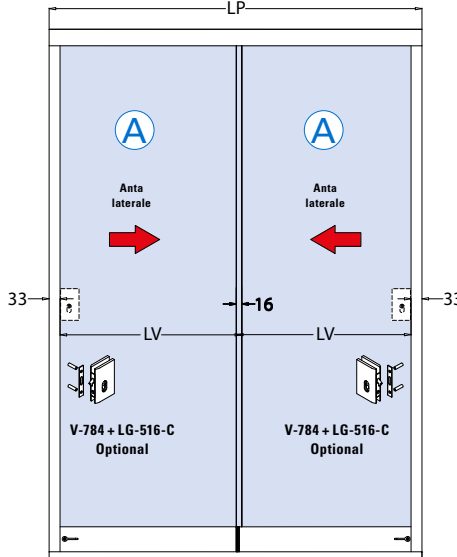 LP
A
A
Anta
laterale
Anta
laterale
33
16
33
LV
LV
V-784 + LG-516-C
Optional
V-784 + LG-516-C
Optional